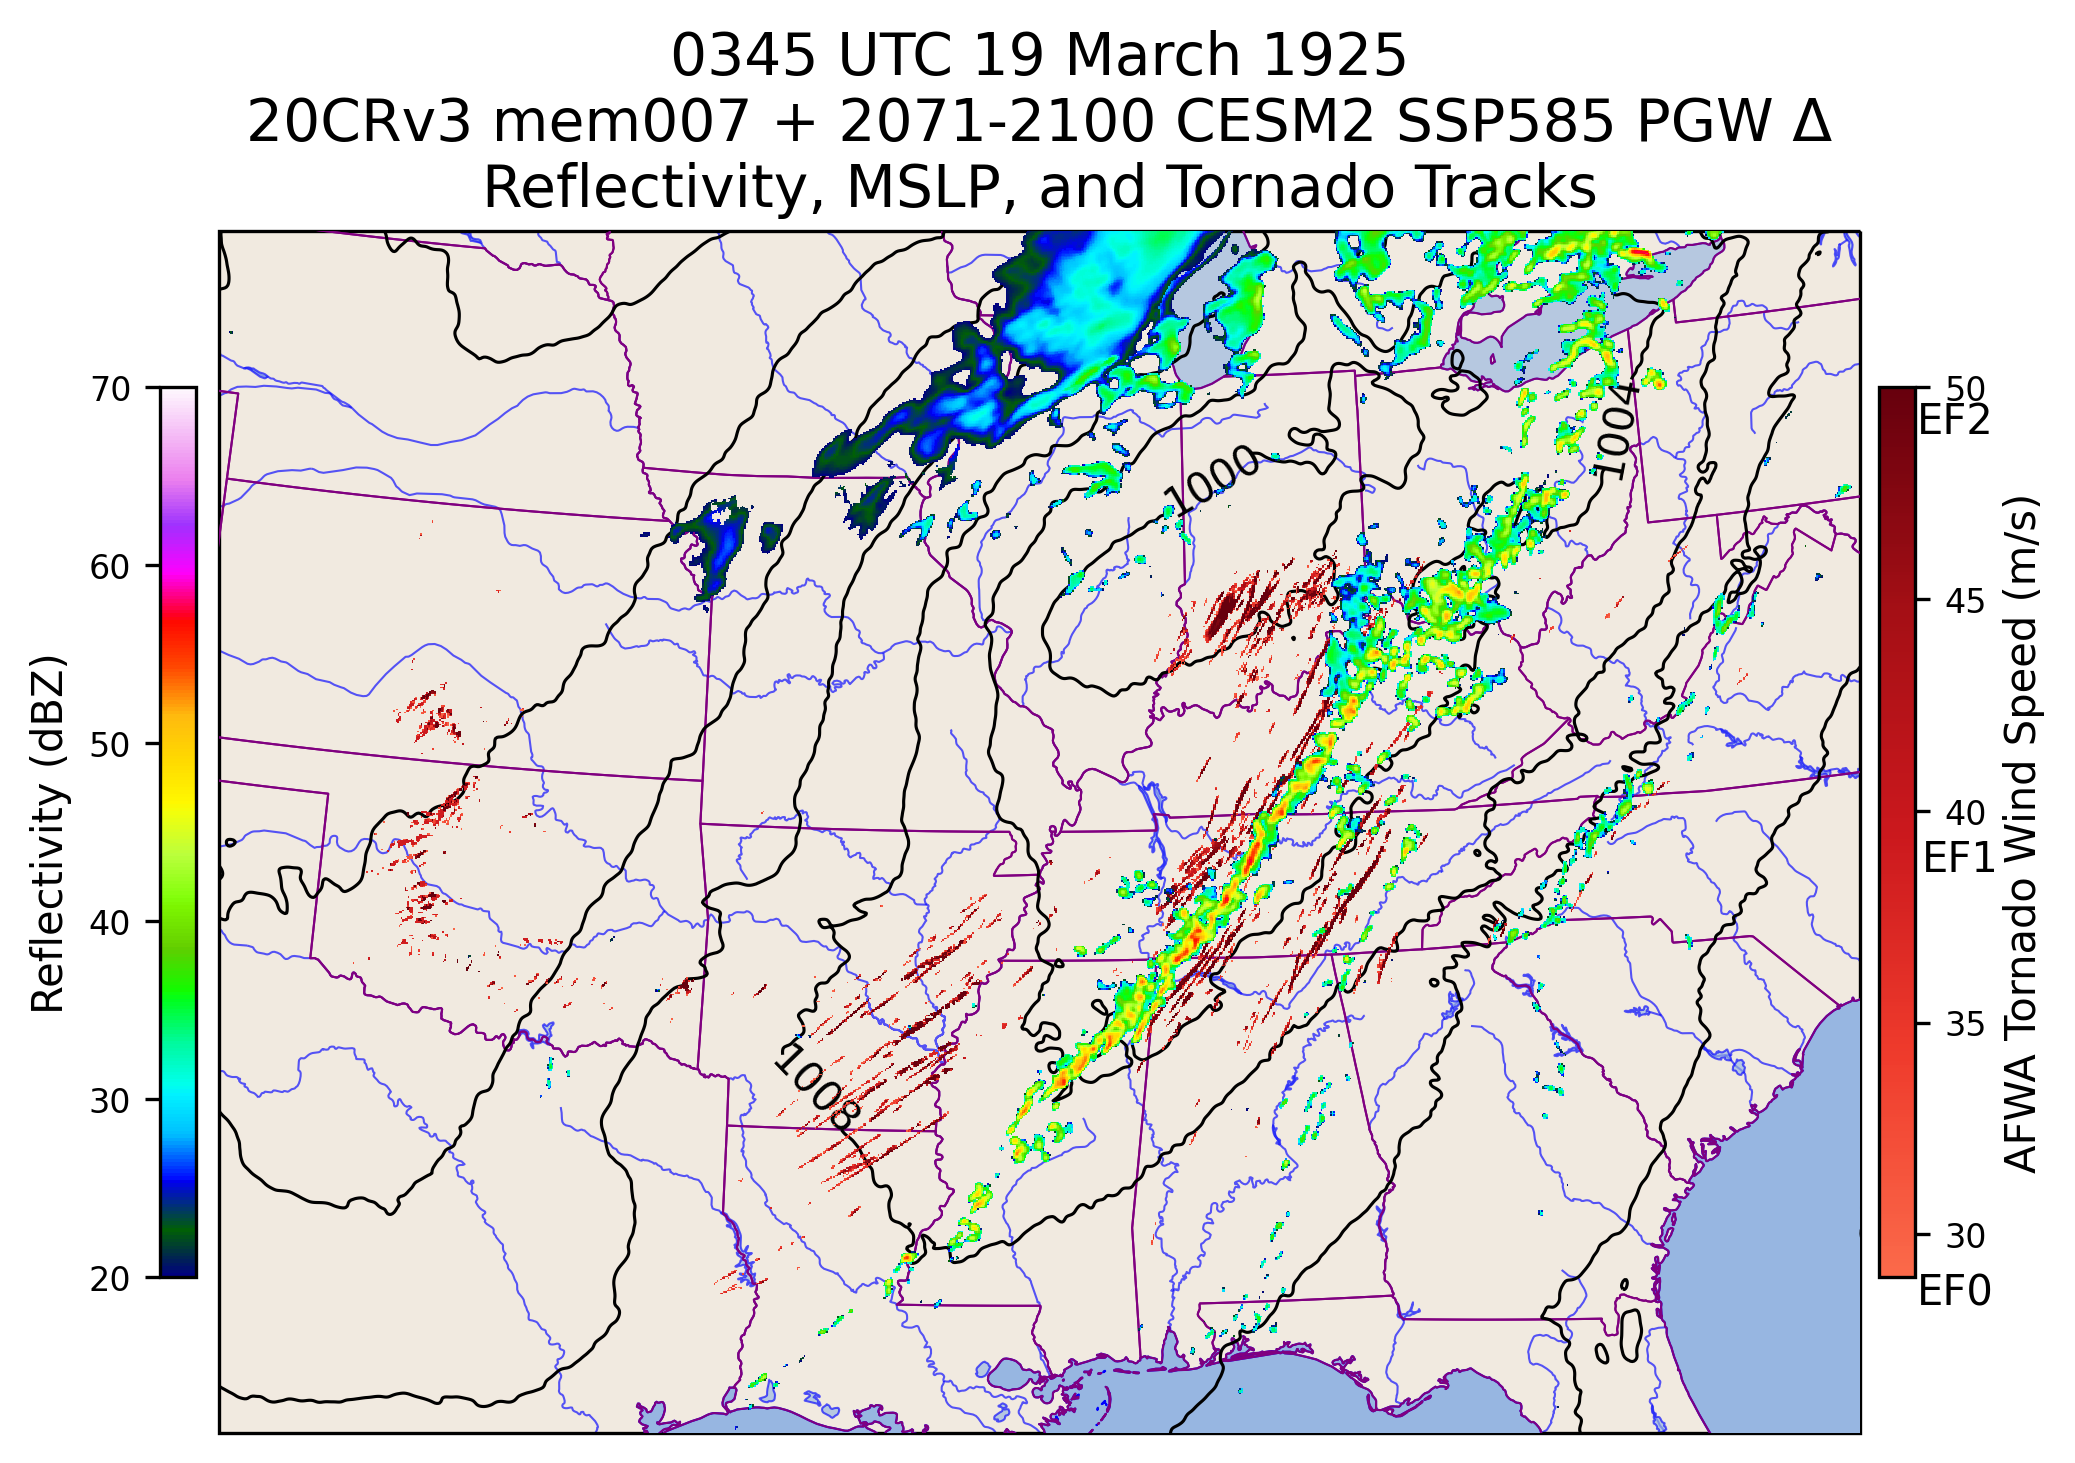 0345 UTC 19 March 1925
20CRv3 mem007 + 2071-2100 CESM2 SSP585 PGW Δ
Reflectivity, MSLP, and Tornado Tracks
Reflectivity (dBZ)
70
60
50
40
30
20
1000
1004
1008
50
EF2
45
40
EF1
35
30
EF0
AFWA Tornado Wind Speed (m/s)